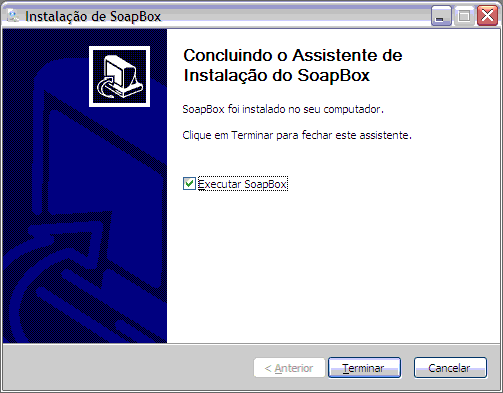 Instalação de SoapBox
Concluindo o Assistente de
Instalação do SoapBox
SoapBox foi instalado no seu computador.
Clique em Terminar para fechar este assistente.
Executar SoapBox
< Anterior
Terminar
Cancelar